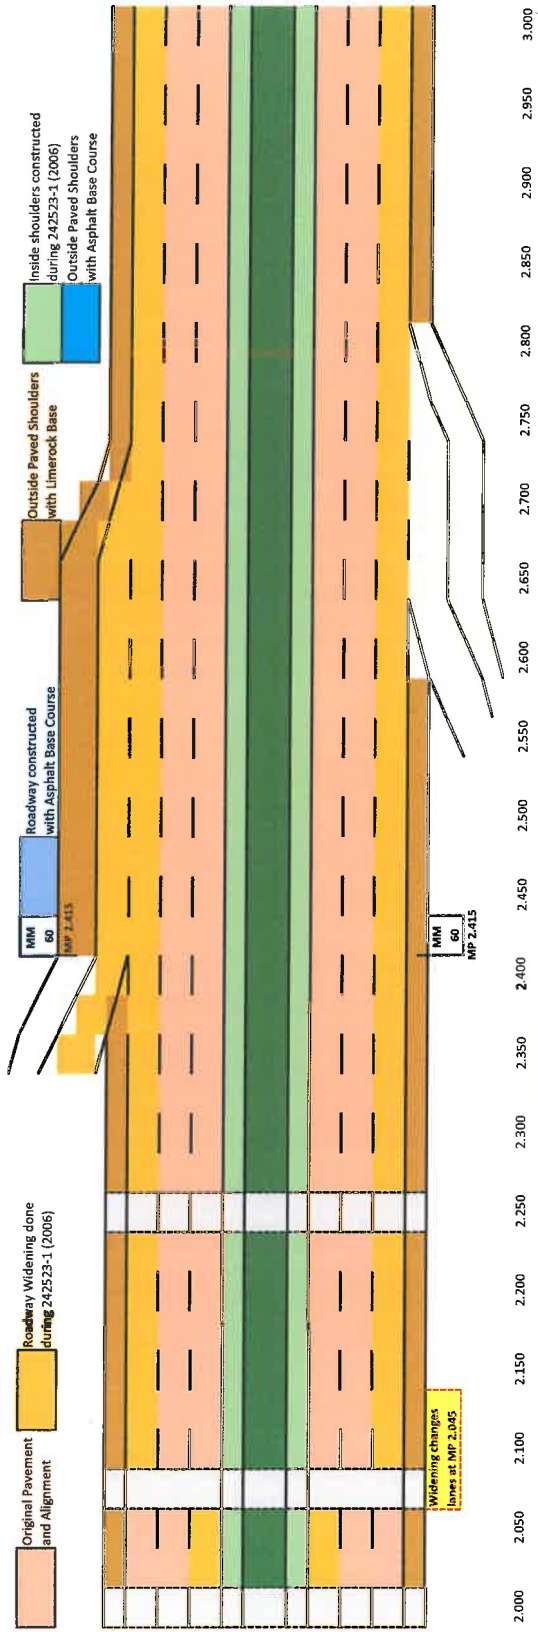 Original Pavement
and Alignment
Roadway Widening done
during 242523-1 (2006)
MM
60
MP 2.415
Roadway constructed
with Asphalt Base Course
Outside Paved Shoulders
with Limerock Base
Inside shoulders constructed
during 242523-1 (2006)
Outside Paved Shoulders
with Asphalt Base Course
Widening changes
lanes at MP 2.045
MM
60
MP 2.415
2.000
2.050
2.100
2.150
2.200
2.250
2.300
2.350
2.400
2.450
2.500
2.550
2.600
2.650
2.700
2.750
2.800
2.850
2.900
2.950
3.000